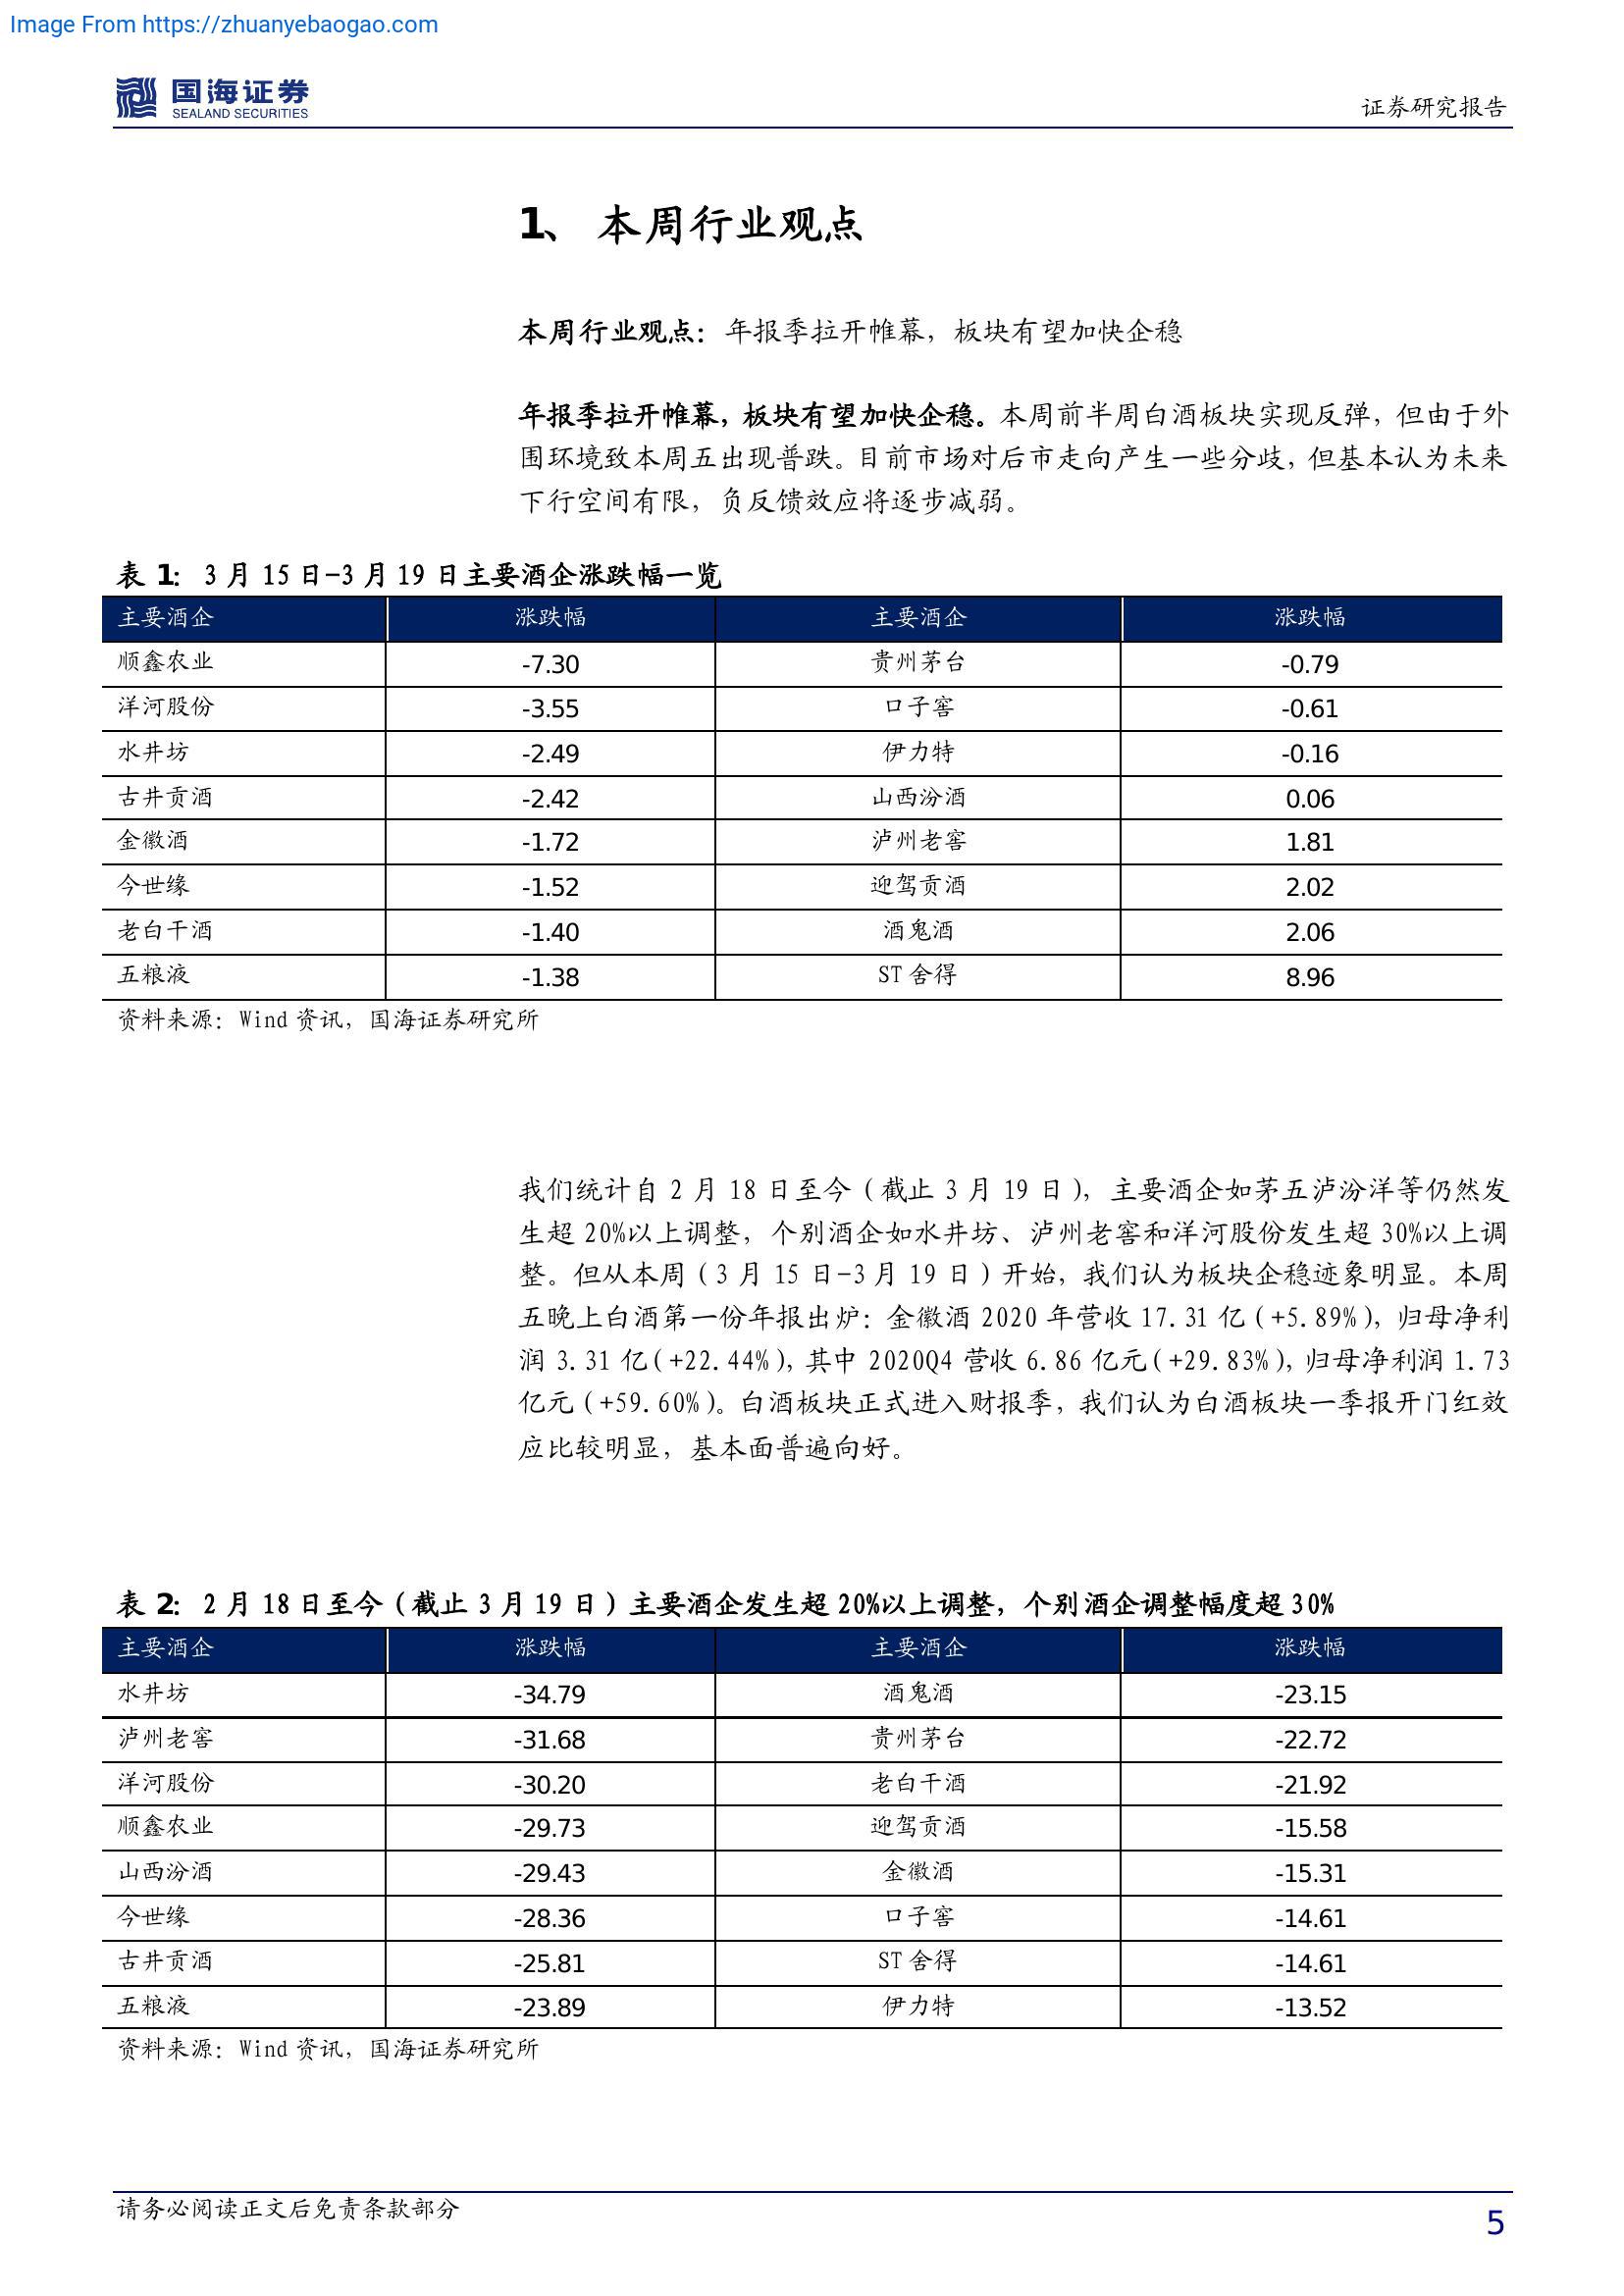 Image From https://zhuanyebaogao.com
国海证券
SEALAND SECURITIES
证券研究报告
1、 本周行业观点
本周行业观点：年报季拉开帷幕，板块有望加快企稳
年报季拉开帷幕，板块有望加快企稳。本周前半周白酒板块实现反弹，但由于外
围环境致本周五出现普跌。目前市场对后市走向产生一些分歧，但基本认为未来
下行空间有限，负反馈效应将逐步减弱。
表 1：3 月 15 日-3 月 19 日主要酒企涨跌幅一览
主要酒企 涨跌幅 主要酒企 涨跌幅
顺鑫农业 -7.30 贵州茅台 -0.79
洋河股份 -3.55 口子窖 -0.61
水井坊 -2.49 伊力特 -0.16
古井贡酒 -2.42 山西汾酒 0.06
金徽酒 -1.72 泸州老窖 1.81
今世缘 -1.52 迎驾贡酒 2.02
老白干酒 -1.40 酒鬼酒 2.06
五粮液 -1.38 ST 舍得 8.96
资料来源：Wind 资讯，国海证券研究所
我们统计自 2 月 18 日至今（截止 3 月 19 日），主要酒企如茅五泸汾洋等仍然发
生超 20%以上调整，个别酒企如水井坊、泸州老窖和洋河股份发生超 30%以上调
整。但从本周（3 月 15 日-3 月 19 日）开始，我们认为板块企稳迹象明显。本周
五晚上白酒第一份年报出炉：金徽酒 2020 年营收 17.31 亿（+5.89%），归母净利
润 3.31 亿（+22.44%），其中 2020Q4 营收 6.86 亿元（+29.83%），归母净利润 1.73
亿元（+59.60%）。白酒板块正式进入财报季，我们认为白酒板块一季报开门红效
应比较明显，基本面普遍向好。
表 2：2 月 18 日至今（截止 3 月 19 日）主要酒企发生超 20%以上调整，个别酒企调整幅度超 30%
主要酒企 涨跌幅 主要酒企 涨跌幅
水井坊 -34.79 酒鬼酒 -23.15
泸州老窖 -31.68 贵州茅台 -22.72
洋河股份 -30.20 老白干酒 -21.92
顺鑫农业 -29.73 迎驾贡酒 -15.58
山西汾酒 -29.43 金徽酒 -15.31
今世缘 -28.36 口子窖 -14.61
古井贡酒 -25.81 ST 舍得 -14.61
五粮液 -23.89 伊力特 -13.52
资料来源：Wind 资讯，国海证券研究所
请务必阅读正文后免责条款部分
5